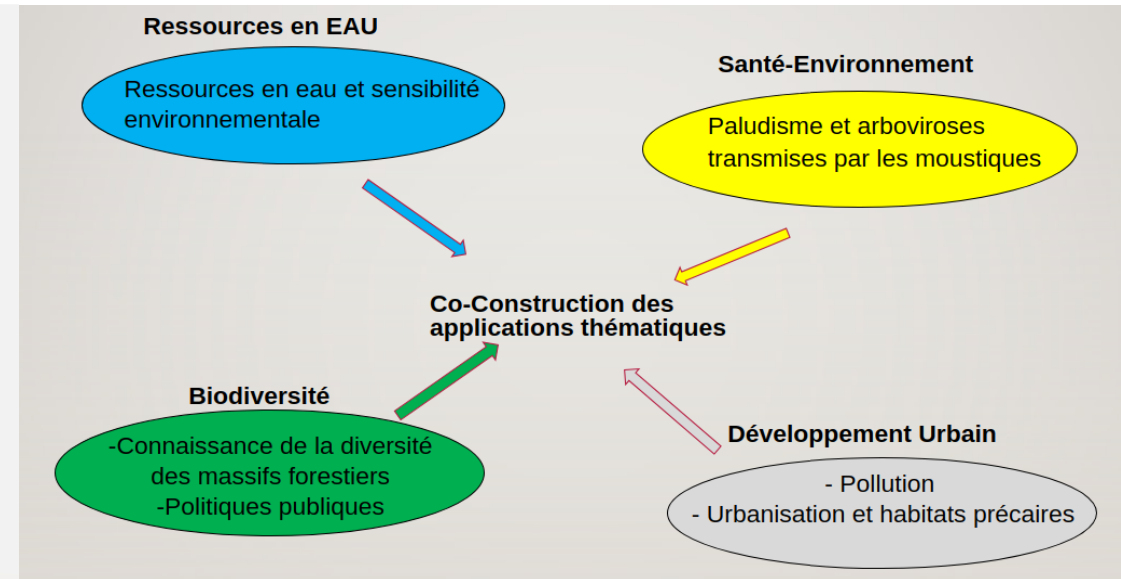 Ressources en EAU
Ressources en eau et sensibilité
environnementale
Santé-Environnement
Paludisme et arboviroses
transmises par les moustiques
Co-Construction des
applications thématiques
Biodiversité
-Connaissance de la diversité
des massifs forestiers
-Politiques publiques
Développement Urbain
- Pollution
- Urbanisation et habitats précaires